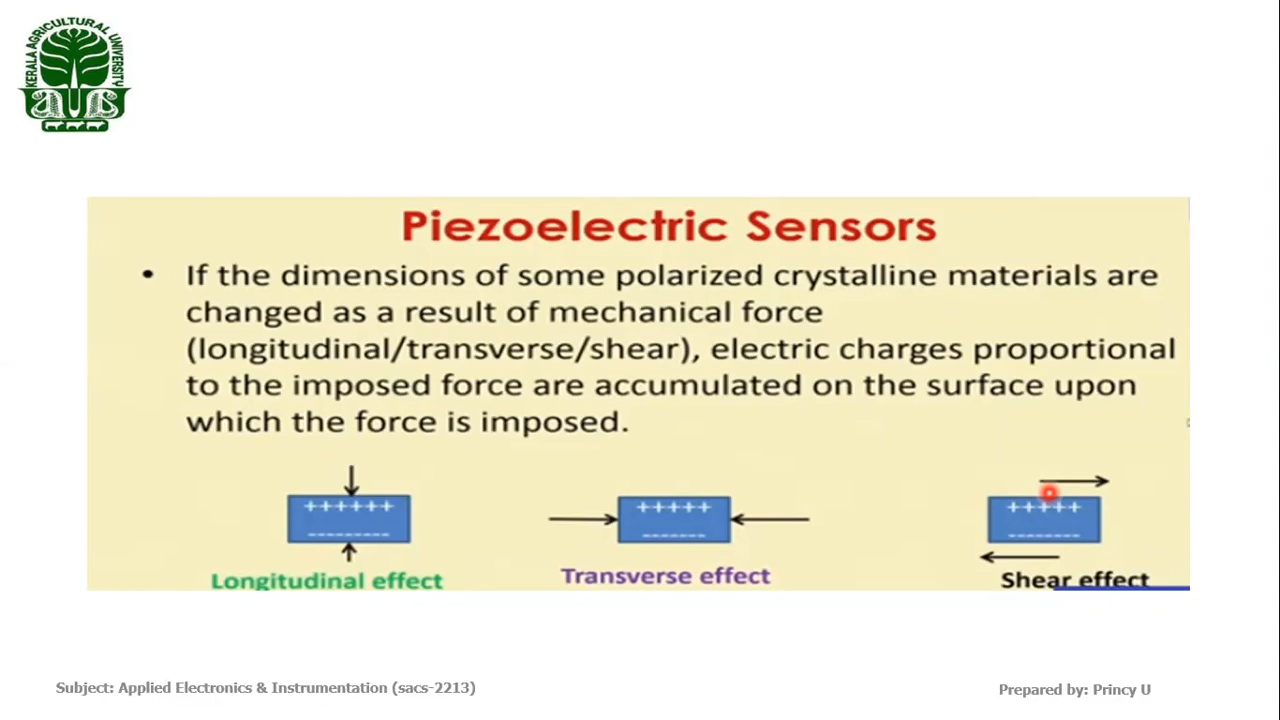 KERALA AGRICULTURAL UNIVERSITY
Piezoelectric Sensors
• If the dimensions of some polarized crystalline materials are
changed as a result of mechanical force
(longitudinal/transverse/shear), electric charges proportional
to the imposed force are accumulated on the surface upon
which the force is imposed.
++++++ +++++ +++++
--------- ------- --------
Longitudinal effect Transverse effect Shear effect
Subject: Applied Electronics & Instrumentation (sacs-2213) Prepared by: Princy U